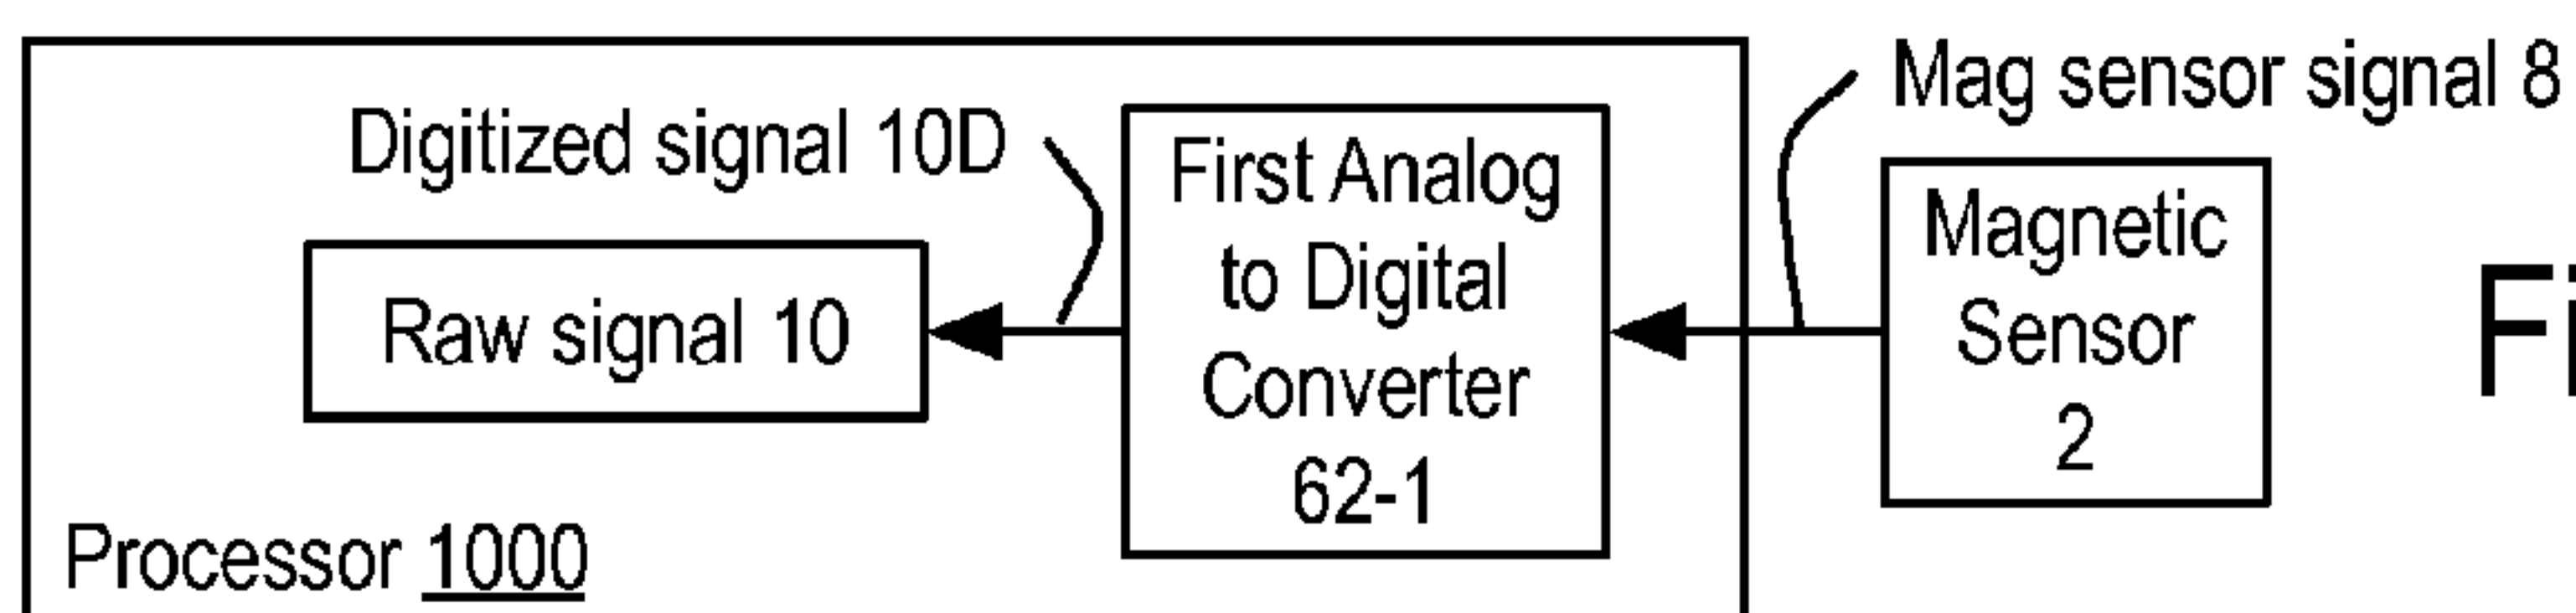 Mag sensor signal 8
Digitized signal 10D
First Analog
to Digital
Converter
62-1
Magnetic
Sensor
2
Raw signal 10
Processor 1000